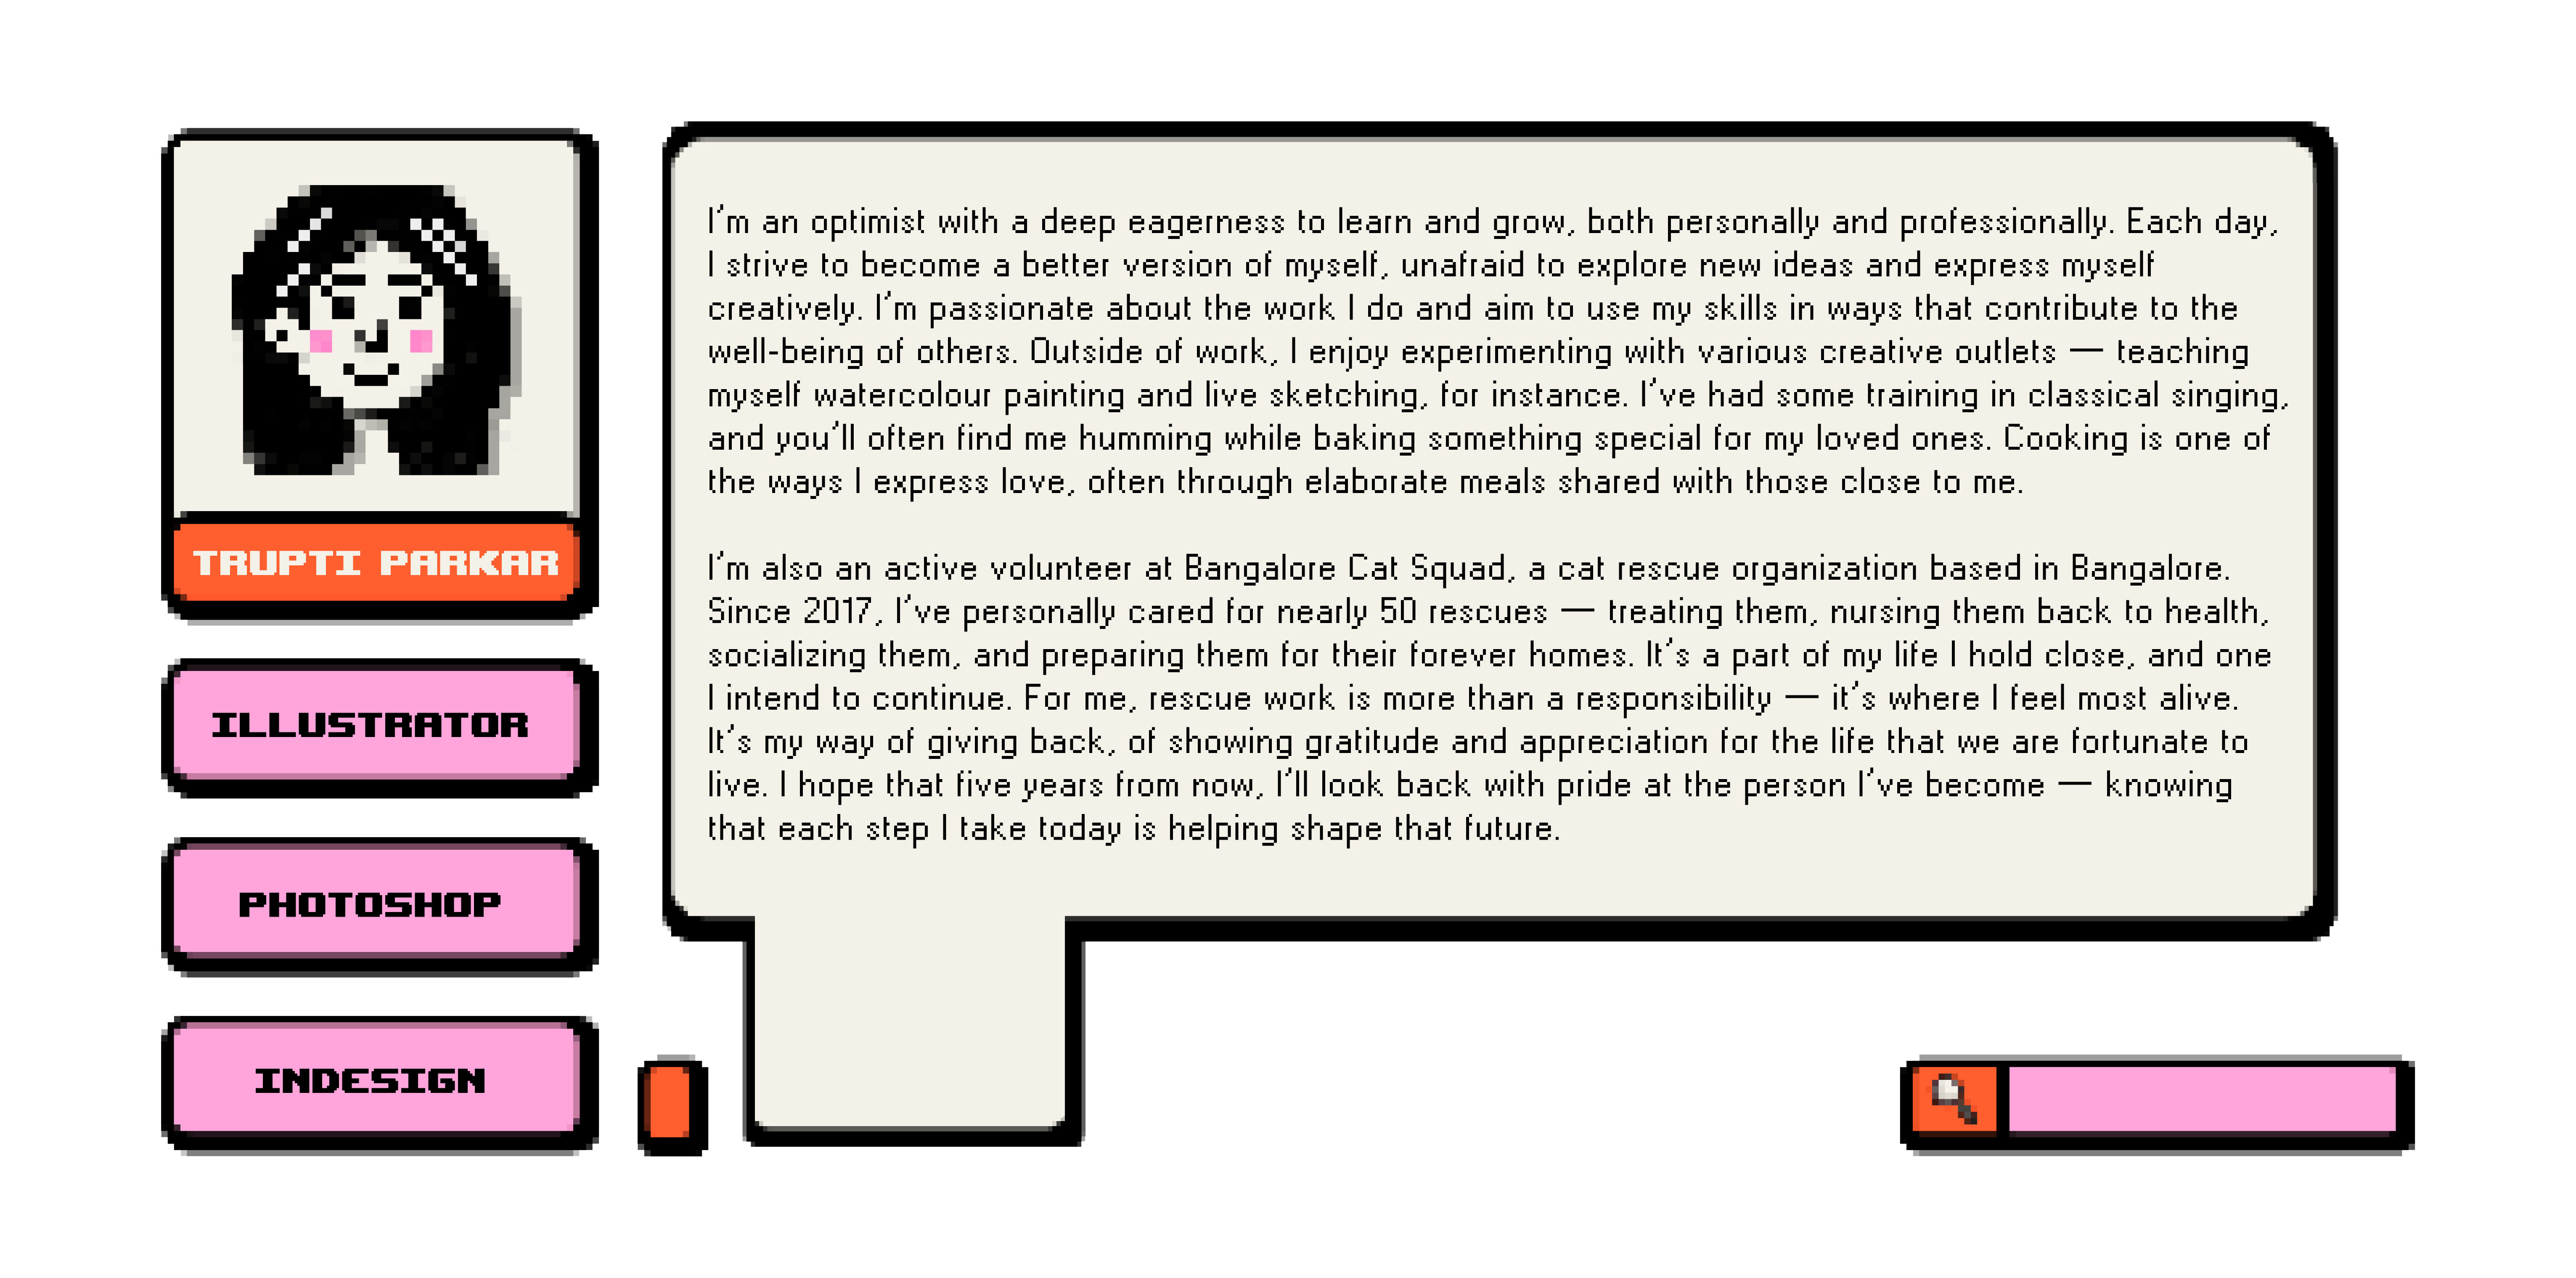 TRUPTI PARKAR
ILLUSTRATOR
PHOTOSHOP
INDESIGN
I'm an optimist with a deep eagerness to learn and grow, both personally and professionally. Each day,
I strive to become a better version of myself, unafraid to explore new ideas and express myself
creatively. I'm passionate about the work I do and aim to use my skills in ways that contribute to the
well-being of others. Outside of work, I enjoy experimenting with various creative outlets — teaching
myself watercolour painting and live sketching, for instance. I've had some training in classical singing,
and you'll often find me humming while baking something special for my loved ones. Cooking is one of
the ways I express love, often through elaborate meals shared with those close to me.
I'm also an active volunteer at Bangalore Cat Squad, a cat rescue organization based in Bangalore.
Since 2017, I've personally cared for nearly 50 rescues — treating them, nursing them back to health,
socializing them, and preparing them for their forever homes. It's a part of my life I hold close, and one
I intend to continue. For me, rescue work is more than a responsibility — it's where I feel most alive.
It's my way of giving back, of showing gratitude and appreciation for the life that we are fortunate to
live. I hope that five years from now, I'll look back with pride at the person I've become — knowing
that each step I take today is helping shape that future.